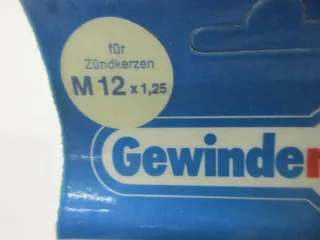 für
Zündkerzen
M 12 x 1,25
Gewinde